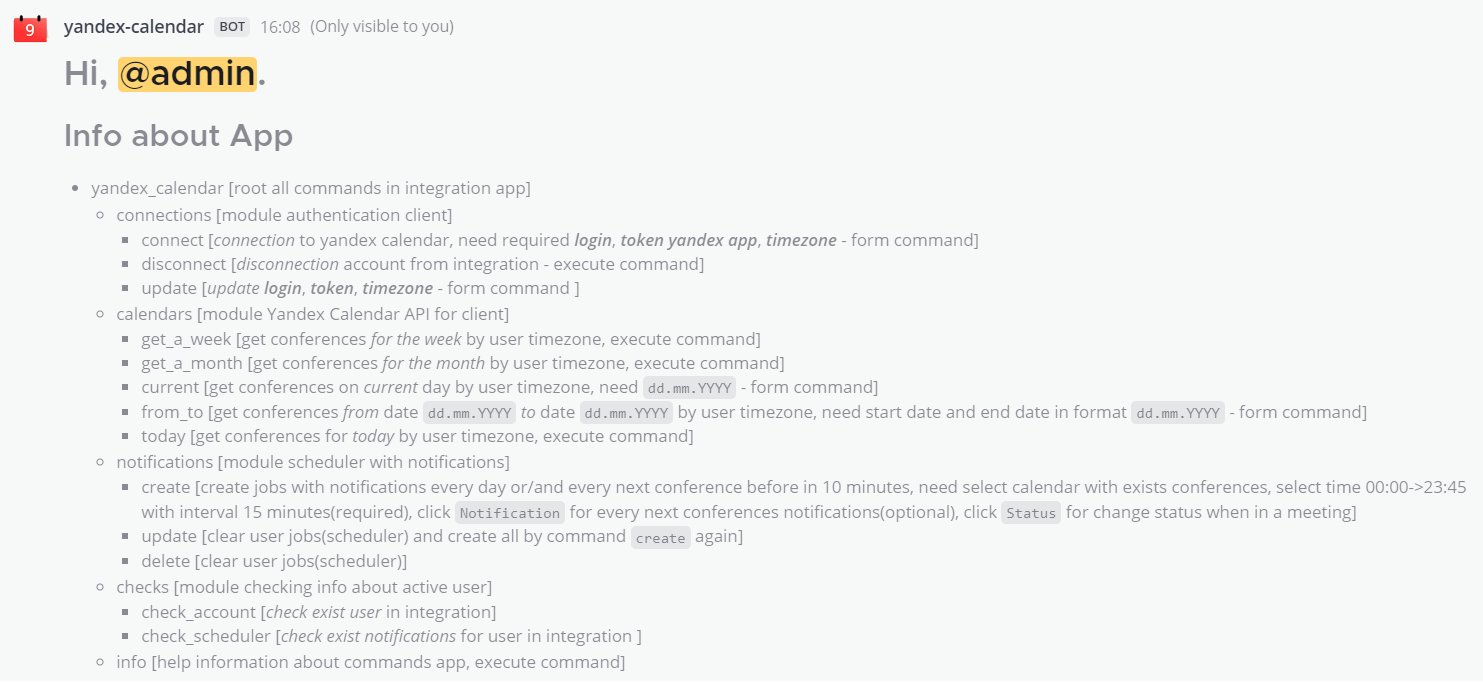 9 yandex-calendar BOT 16:08 (Only visible to you)
Hi, @admin.
Info about App
yandex_calendar [root all commands in integration app]
connections [module authentication client]
connect [connection to yandex calendar, need required login, token yandex app, timezone - form command]
disconnect [disconnection account from integration - execute command]
update [update login, token, timezone - form command ]
calendars [module Yandex Calendar API for client]
get_a_week [get conferences for the week by user timezone, execute command]
get_a_month [get conferences for the month by user timezone, execute command]
current [get conferences on current day by user timezone, need dd.mm.YYYY - form command]
from_to [get conferences from date dd.mm.YYYY to date dd.mm.YYYY by user timezone, need start date and end date in format dd.mm.YYYY - form command]
today [get conferences for today by user timezone, execute command]
notifications [module scheduler with notifications]
create [create jobs with notifications every day or/and every next conference before in 10 minutes, need select calendar with exists conferences, select time 00:00->23:45
with interval 15 minutes(required), click Notification for every next conferences notifications(optional), click Status for change status when in a meeting]
update [clear user jobs(scheduler) and create all by command create again]
delete [clear user jobs(scheduler)]
checks [module checking info about active user]
check_account [check exist user in integration]
check_scheduler [check exist notifications for user in integration ]
info [help information about commands app, execute command]